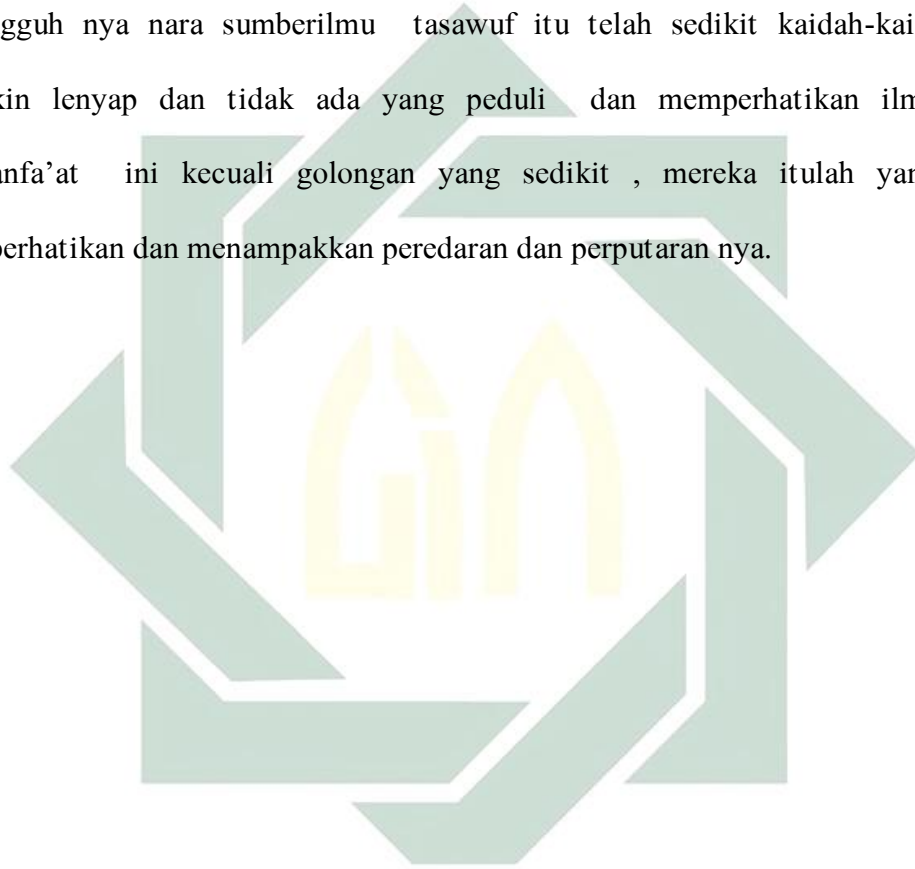 gguh nya nara sumberilmu tasawuf itu telah sedikit kaidah-kai
kin lenyap dan tidak ada yang peduli dan memperhatikan ilm
anfa’at ini kecuali golongan yang sedikit , mereka itulah yan
perhatikan dan menampakkan peredaran dan perputaran nya.